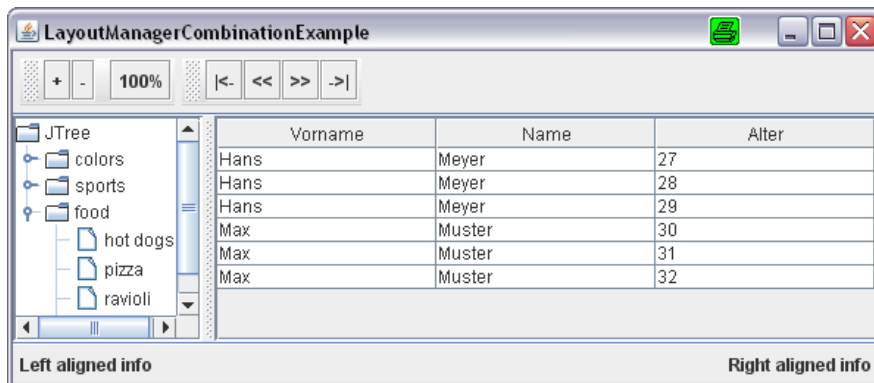 LayoutManagerCombinationExample
+ - 100% |<- << >> ->|
JTree
colors
sports
food
hot dogs
pizza
ravioli
Vorname Name Alter
Hans Meyer 27
Hans Meyer 28
Hans Meyer 29
Max Muster 30
Max Muster 31
Max Muster 32
Left aligned info Right aligned info